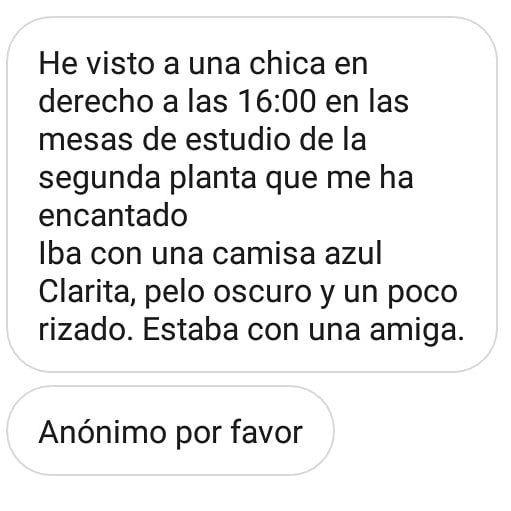 He visto a una chica en
derecho a las 16:00 en las
mesas de estudio de la
segunda planta que me ha
encantado
Iba con una camisa azul
Clarita, pelo oscuro y un poco
rizado. Estaba con una amiga.
Anónimo por favor